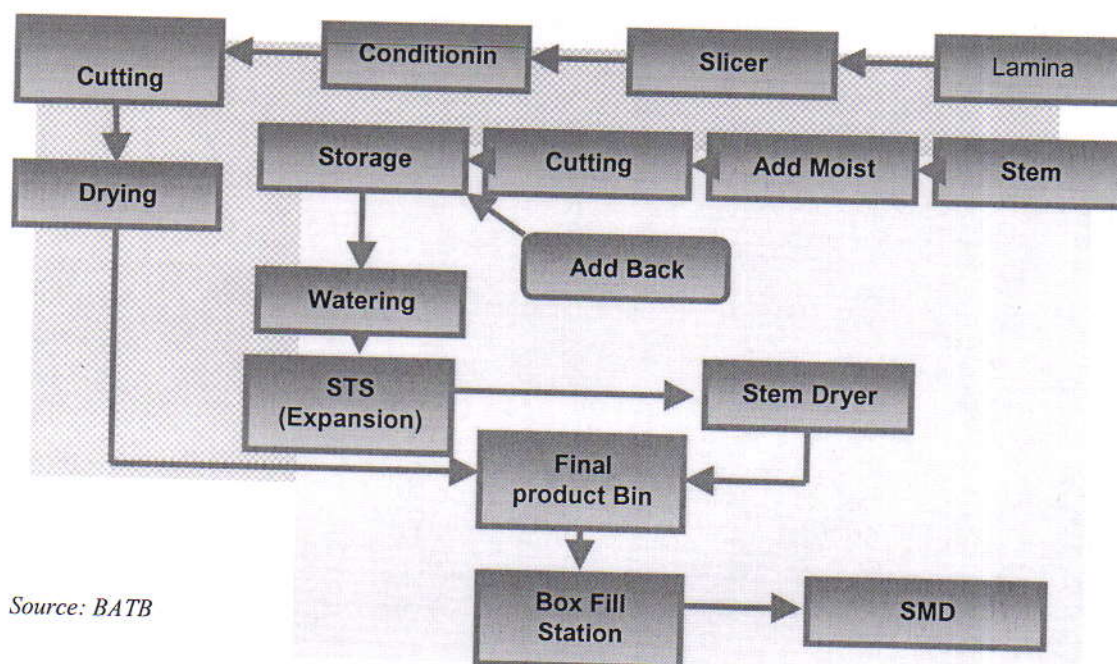 Cutting
Conditionin
Slicer
Lamina
Drying
Storage
Cutting
Add Moist
Stem
Add Back
Watering
STS
(Expansion)
Stem Dryer
Final
product Bin
Box Fill
Station
SMD
Source: BATB